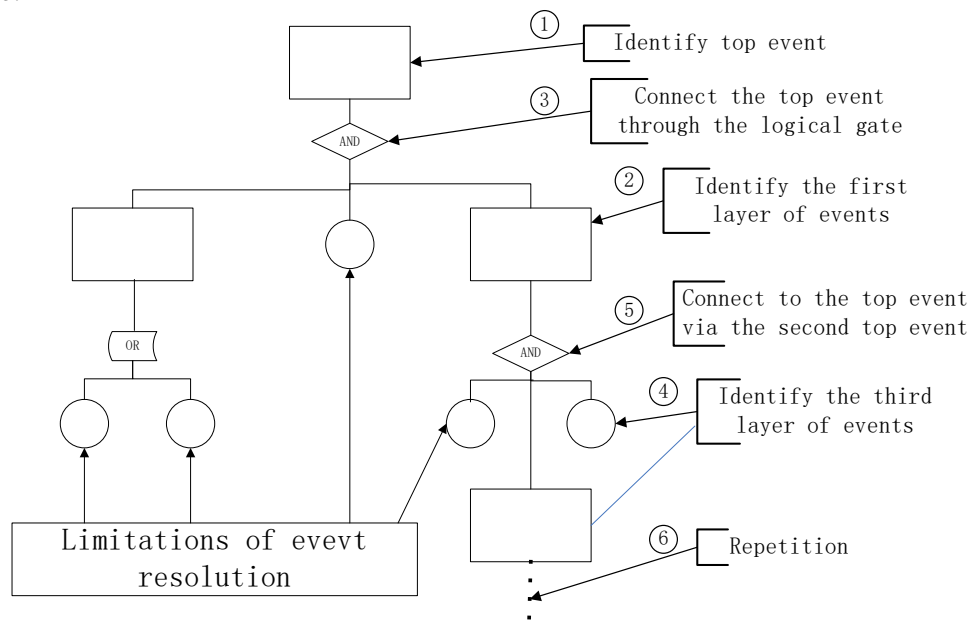 ①
Identify top event
③
Connect the top event
through the logical gate
AND
②
Identify the first
layer of events
⑤
Connect to the top event
via the second top event
OR
AND
④
Identify the third
layer of events
Limitations of evevt
resolution
⑥
Repetition